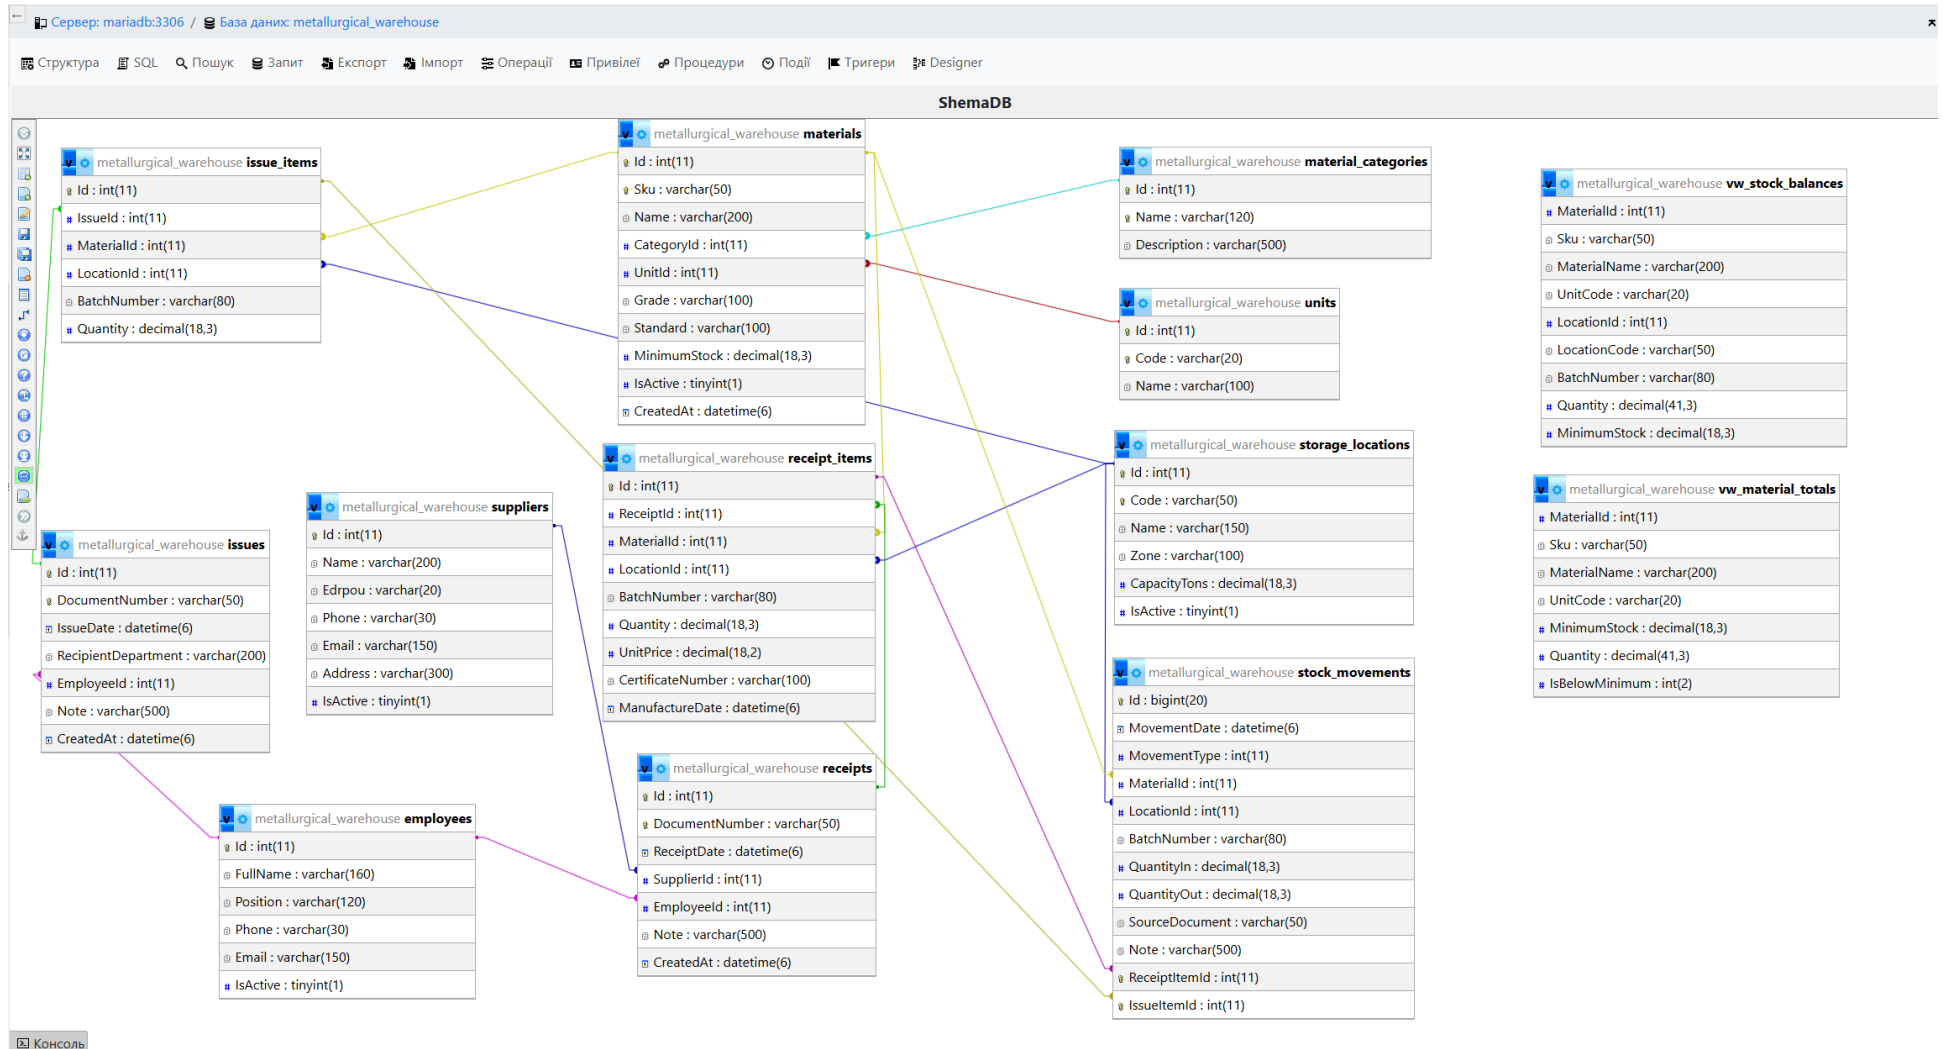 Сервер: mariadb:3306 / База даних: metallurgical_warehouse
Структура SQL Пошук Запит Експорт Імпорт Операції Привілеї Процедури Події Тригери Designer
ShemaDB
metallurgical_warehouse issue_items
Id : int(11)
IssueId : int(11)
MaterialId : int(11)
LocationId : int(11)
BatchNumber : varchar(80)
Quantity : decimal(18,3)
metallurgical_warehouse materials
Id : int(11)
Sku : varchar(50)
Name : varchar(200)
CategoryId : int(11)
UnitId : int(11)
Grade : varchar(100)
Standard : varchar(100)
MinimumStock : decimal(18,3)
IsActive : tinyint(1)
CreatedAt : datetime(6)
metallurgical_warehouse material_categories
Id : int(11)
Name : varchar(120)
Description : varchar(500)
metallurgical_warehouse units
Id : int(11)
Code : varchar(20)
Name : varchar(100)
metallurgical_warehouse vw_stock_balances
MaterialId : int(11)
Sku : varchar(50)
MaterialName : varchar(200)
UnitCode : varchar(20)
LocationId : int(11)
LocationCode : varchar(50)
BatchNumber : varchar(80)
Quantity : decimal(41,3)
MinimumStock : decimal(18,3)
metallurgical_warehouse storage_locations
Id : int(11)
Code : varchar(50)
Name : varchar(150)
Zone : varchar(100)
CapacityTons : decimal(18,3)
IsActive : tinyint(1)
metallurgical_warehouse receipt_items
Id : int(11)
ReceiptId : int(11)
MaterialId : int(11)
LocationId : int(11)
BatchNumber : varchar(80)
Quantity : decimal(18,3)
UnitPrice : decimal(18,2)
CertificateNumber : varchar(100)
ManufactureDate : datetime(6)
metallurgical_warehouse vw_material_totals
MaterialId : int(11)
Sku : varchar(50)
MaterialName : varchar(200)
UnitCode : varchar(20)
MinimumStock : decimal(18,3)
Quantity : decimal(41,3)
IsBelowMinimum : int(2)
metallurgical_warehouse suppliers
Id : int(11)
Name : varchar(200)
Edrpou : varchar(20)
Phone : varchar(30)
Email : varchar(150)
Address : varchar(300)
IsActive : tinyint(1)
metallurgical_warehouse issues
Id : int(11)
DocumentNumber : varchar(50)
IssueDate : datetime(6)
RecipientDepartment : varchar(200)
EmployeeId : int(11)
Note : varchar(500)
CreatedAt : datetime(6)
metallurgical_warehouse stock_movements
Id : bigint(20)
MovementDate : datetime(6)
MovementType : int(11)
MaterialId : int(11)
LocationId : int(11)
BatchNumber : varchar(80)
QuantityIn : decimal(18,3)
QuantityOut : decimal(18,3)
SourceDocument : varchar(50)
Note : varchar(500)
ReceiptItemId : int(11)
IssueItemId : int(11)
metallurgical_warehouse receipts
Id : int(11)
DocumentNumber : varchar(50)
ReceiptDate : datetime(6)
SupplierId : int(11)
EmployeeId : int(11)
Note : varchar(500)
CreatedAt : datetime(6)
metallurgical_warehouse employees
Id : int(11)
FullName : varchar(160)
Position : varchar(120)
Phone : varchar(30)
Email : varchar(150)
IsActive : tinyint(1)
Консоль